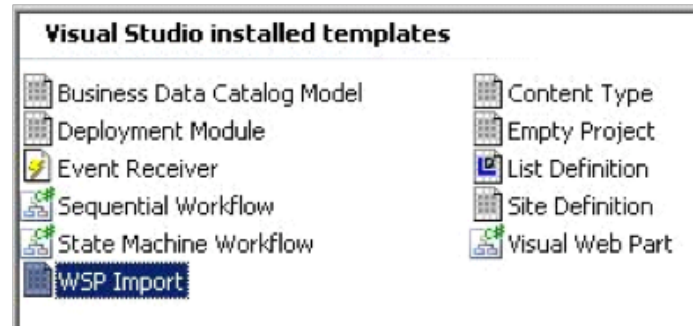 Visual Studio installed templates
Business Data Catalog Model
Content Type
Deployment Module
Empty Project
Event Receiver
List Definition
Sequential Workflow
Site Definition
State Machine Workflow
Visual Web Part
WSP Import